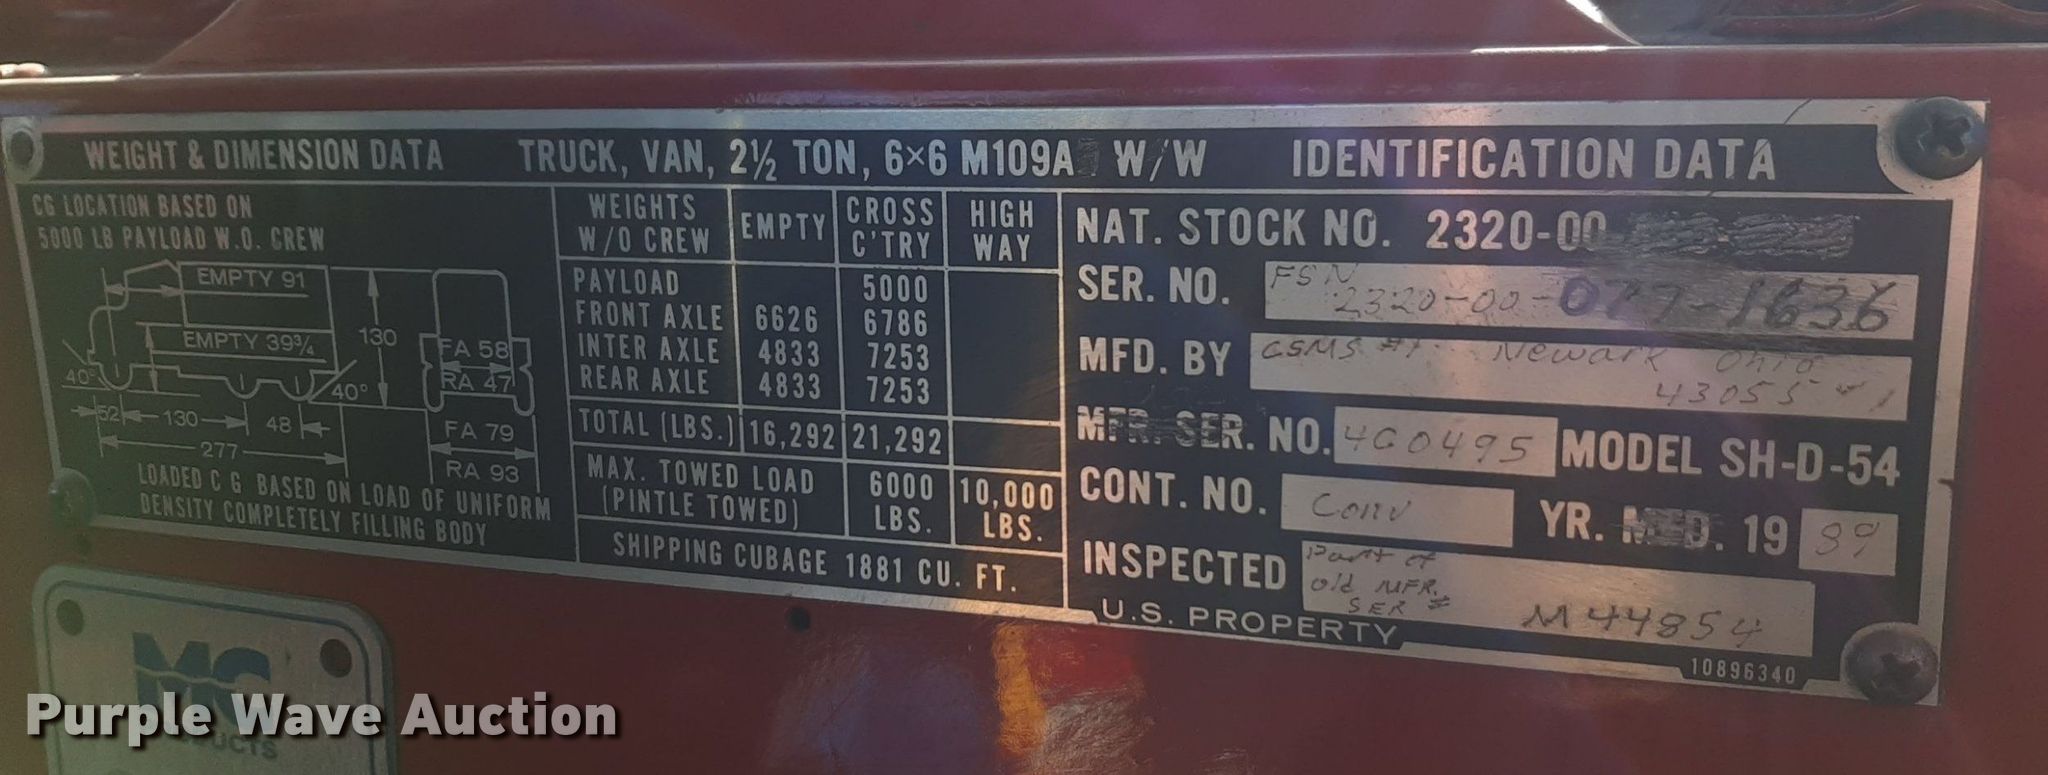 WEIGHT & DIMENSION DATA TRUCK, VAN, 2½ TON, 6×6 M109A W/W IDENTIFICATION DATA
CG LOCATION BASED ON
5000 LB PAYLOAD W.O. CREW
EMPTY 91
EMPTY 39¾
130
FA 58
RA 47
40°
40°
52
130
48
277
FA 79
RA 93
LOADED C G BASED ON LOAD OF UNIFORM
DENSITY COMPLETELY FILLING BODY
WEIGHTS W/O CREW EMPTY CROSS C'TRY HIGH WAY
PAYLOAD 5000
FRONT AXLE 6626 6786
INTER AXLE 4833 7253
REAR AXLE 4833 7253
TOTAL (LBS.) 16,292 21,292
MAX. TOWED LOAD (PINTLE TOWED) 6000 LBS. 10,000 LBS.
SHIPPING CUBAGE 1881 CU. FT.
NAT. STOCK NO. 2320-00
SER. NO. FSN
2320-00-077-1636
MFD. BY CSMS #1 Newark Ohio
43055
MFR. SER. NO. 4G0495 MODEL SH-D-54
CONT. NO. Conv YR. MFD. 19 89
INSPECTED Part of
old MFR.
SER # M44854
U.S. PROPERTY
10896340
Purple Wave Auction